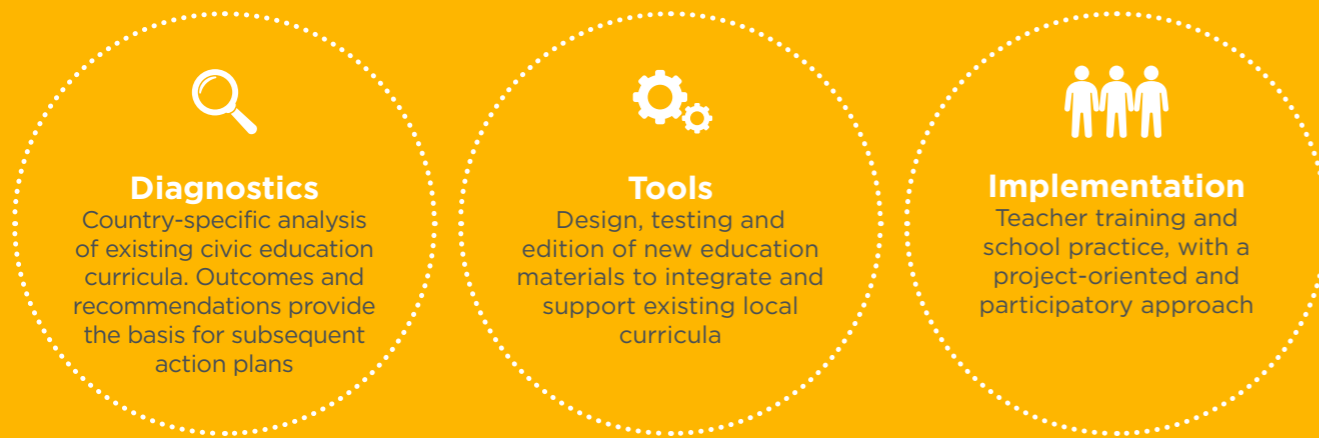 Diagnostics
Country-specific analysis
of existing civic education
curricula. Outcomes and
recommendations provide
the basis for subsequent
action plans
Tools
Design, testing and
edition of new education
materials to integrate and
support existing local
curricula
Implementation
Teacher training and
school practice, with a
project-oriented and
participatory approach